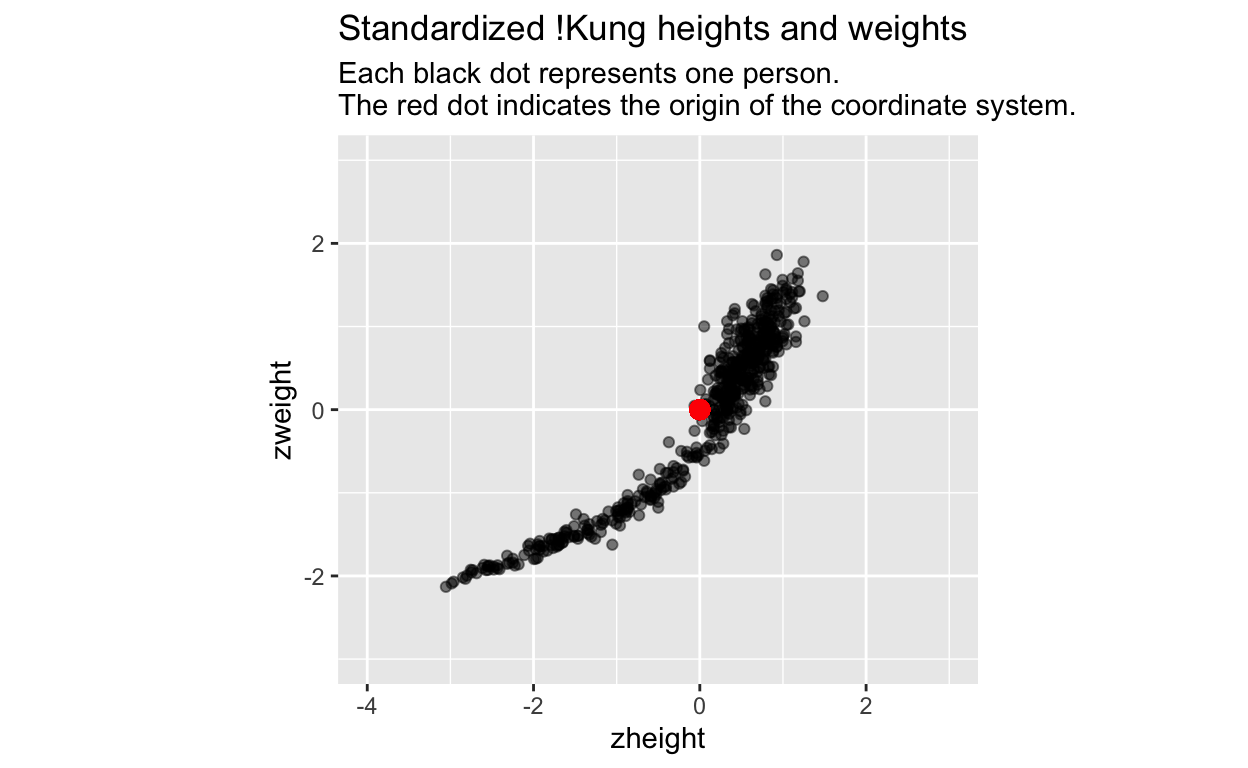 Standardized !Kung heights and weights
Each black dot represents one person.
The red dot indicates the origin of the coordinate system.
2
0
-2
zweight
-4 -2 0 2
zheight